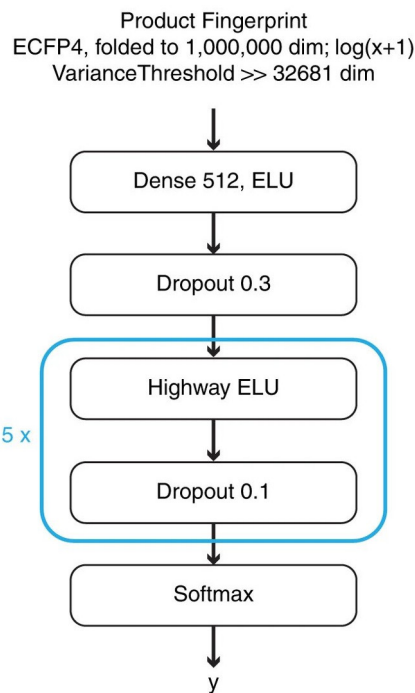 Product Fingerprint
ECFP4, folded to 1,000,000 dim; log(x+1)
VarianceThreshold >> 32681 dim
Dense 512, ELU
Dropout 0.3
Highway ELU
5 x
Dropout 0.1
Softmax
y